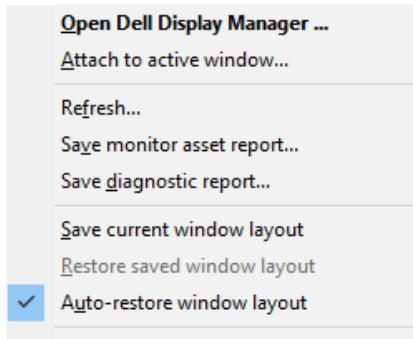 Open Dell Display Manager ...
Attach to active window...
Refresh...
Save monitor asset report...
Save diagnostic report...
Save current window layout
Restore saved window layout
Auto-restore window layout